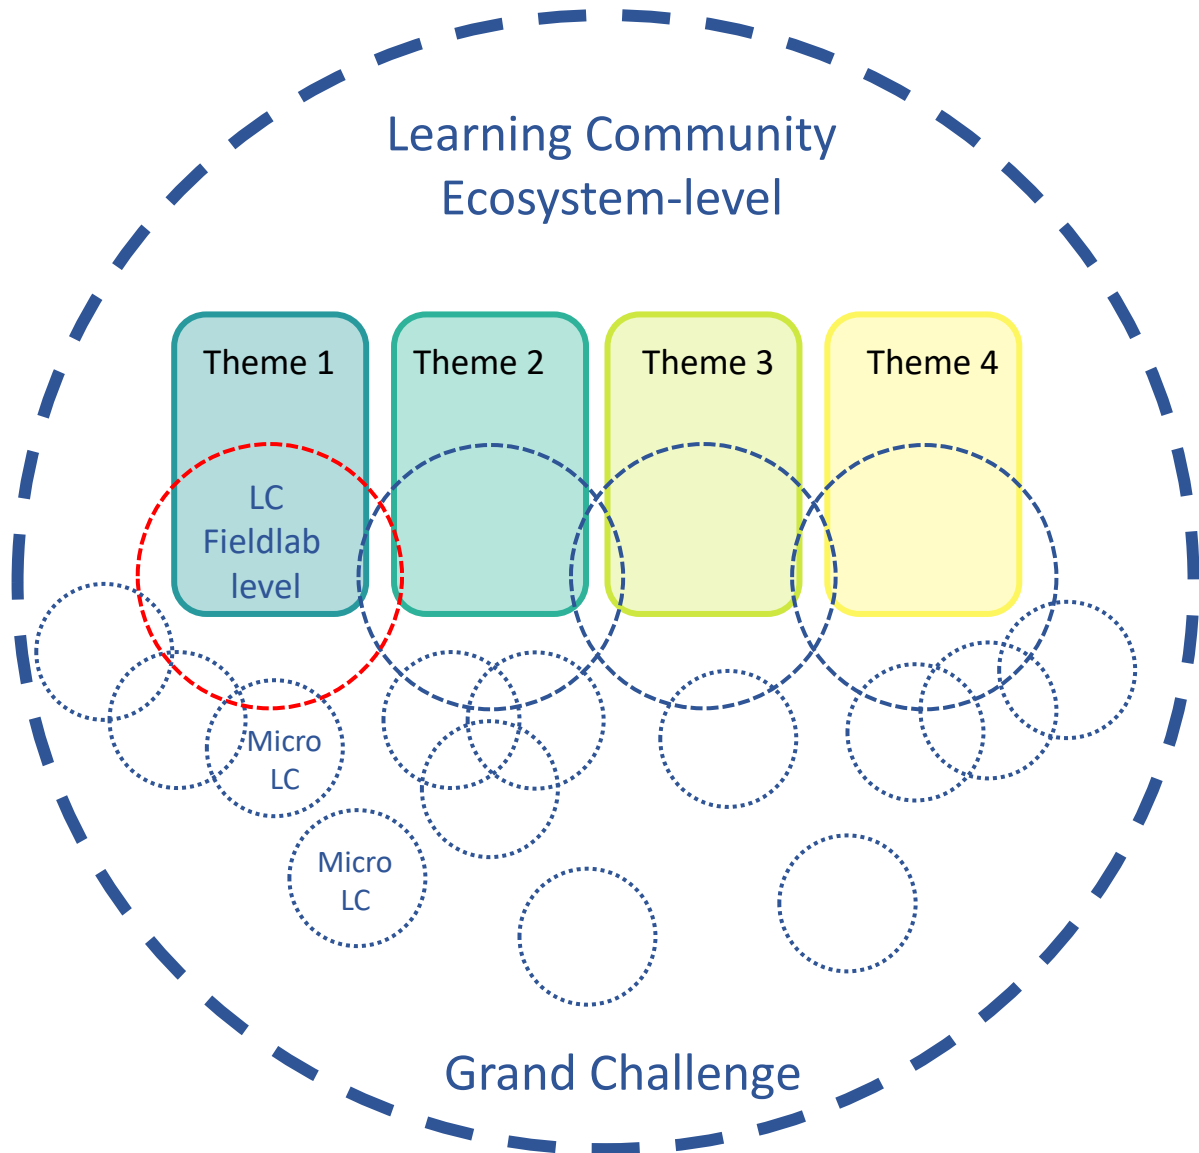 Learning Community
Ecosystem-level
Theme 1
Theme 2
Theme 3
Theme 4
LC
Fieldlab
level
Micro
LC
Micro
LC
Grand Challenge